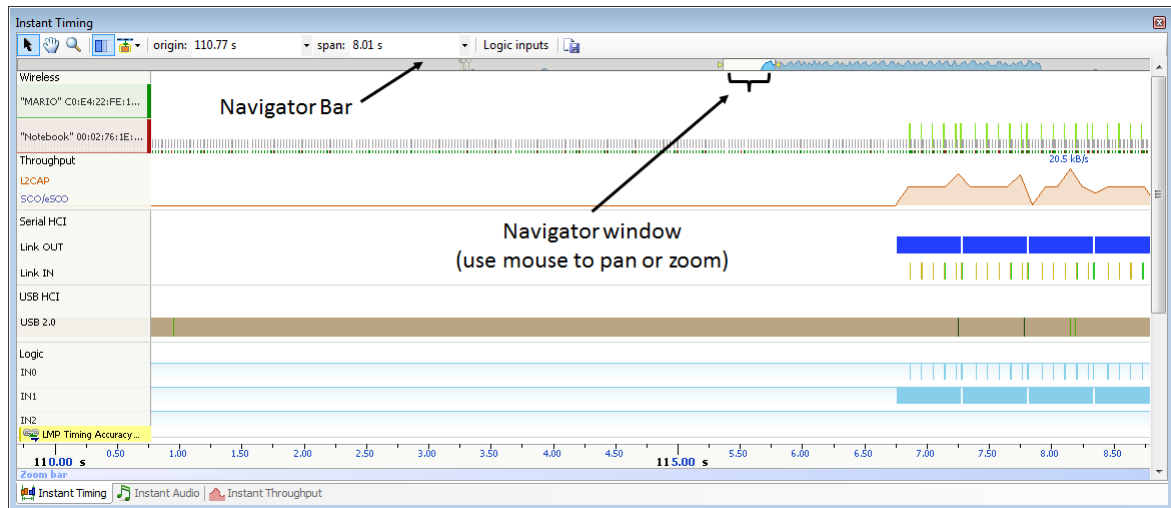 Instant Timing
origin: 110.77 s span: 8.01 s Logic inputs
Wireless
"MARIO" C0:E4:22:FE:1...
Navigator Bar
"Notebook" 00:02:76:1E:...
Throughput
20.5 kB/s
L2CAP
SCO/eSCO
Serial HCI
Navigator window
Link OUT
(use mouse to pan or zoom)
Link IN
USB HCI
USB 2.0
Logic
IN0
IN1
IN2
LMP Timing Accuracy...
0.50 1.00 1.50 2.00 2.50 3.00 3.50 4.00 4.50 5.50 6.00 6.50 7.00 7.50 8.00 8.50
110.00 s 115.00 s
Zoom bar
Instant Timing Instant Audio Instant Throughput